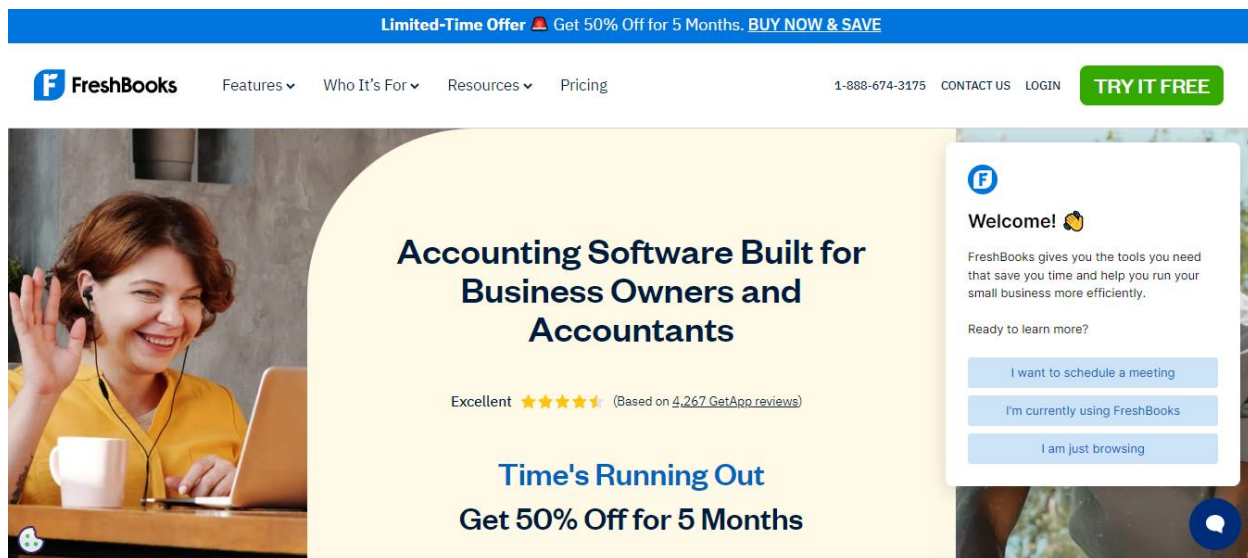 Limited-Time Offer 🚨 Get 50% Off for 5 Months. BUY NOW & SAVE
FreshBooks
Features
Who It's For
Resources
Pricing
1-888-674-3175
CONTACT US
LOGIN
TRY IT FREE
Accounting Software Built for
Business Owners and
Accountants
Excellent
(Based on 4,267 GetApp reviews)
Time's Running Out
Get 50% Off for 5 Months
Welcome! 👋
FreshBooks gives you the tools you need
that save you time and help you run your
small business more efficiently.
Ready to learn more?
I want to schedule a meeting
I'm currently using FreshBooks
I am just browsing